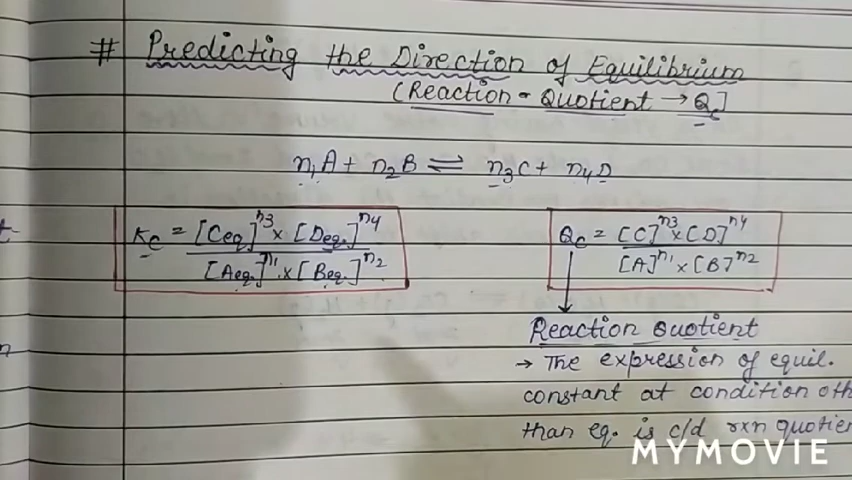 # Predicting the Direction of Equilibrium
(Reaction - Quotient → Qc]
n₁A + n₂B ⇌ n₃C + n₄D
Kc = [Ceq]^n3 × [Deq.]^n4 / [Aeq.]^n1 × [Beq.]^n2
Qc = [C]^n3 × [D]^n4 / [A]^n1 × [B]^n2
Reaction Quotient
→ The expression of equil.
constant at condition oth
than eq. is c/d rxn quotien
MYMOVIE